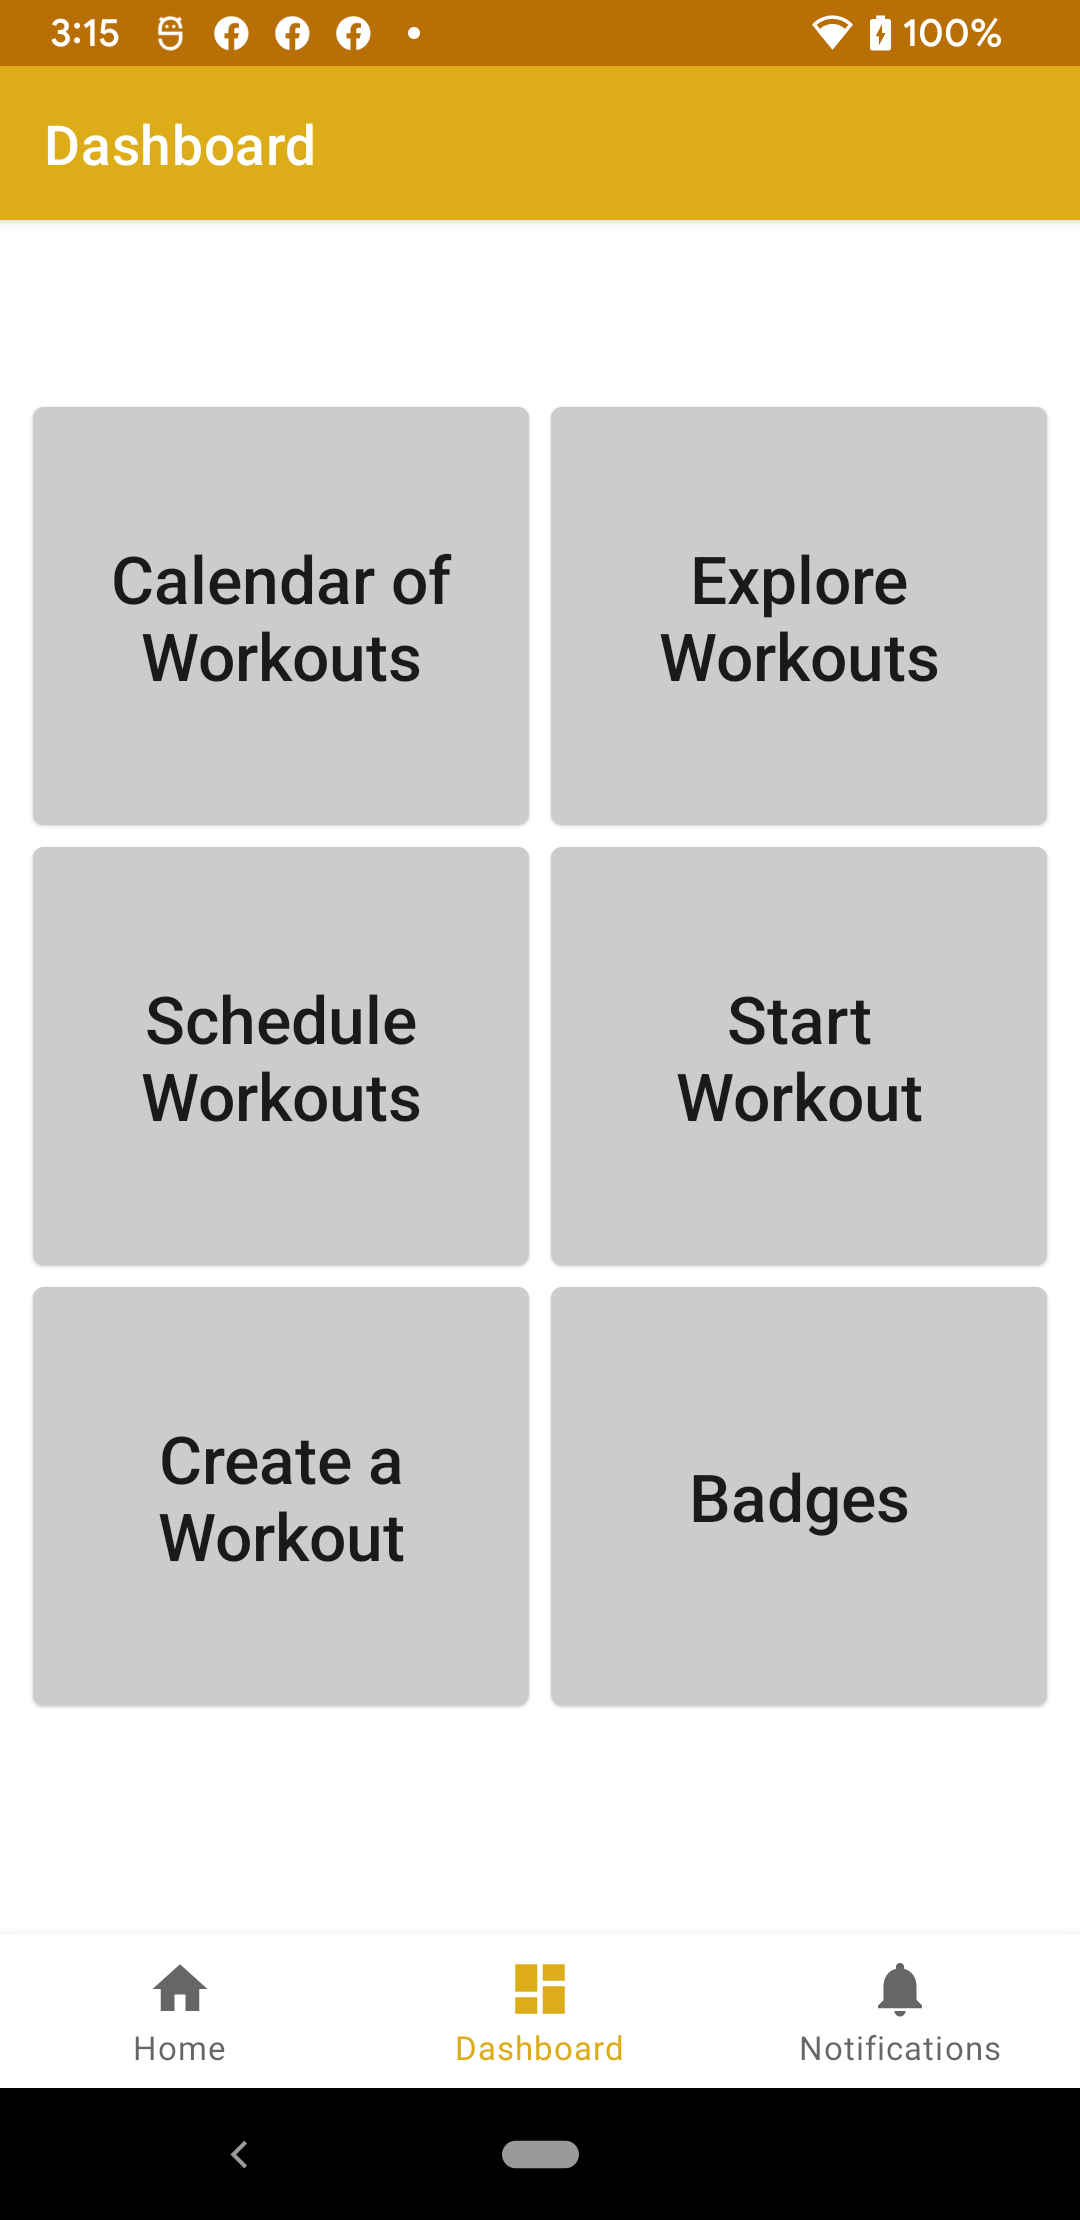 3:15
100%
Dashboard
Calendar of
Workouts
Explore
Workouts
Schedule
Workouts
Start
Workout
Create a
Workout
Badges
Home
Dashboard
Notifications